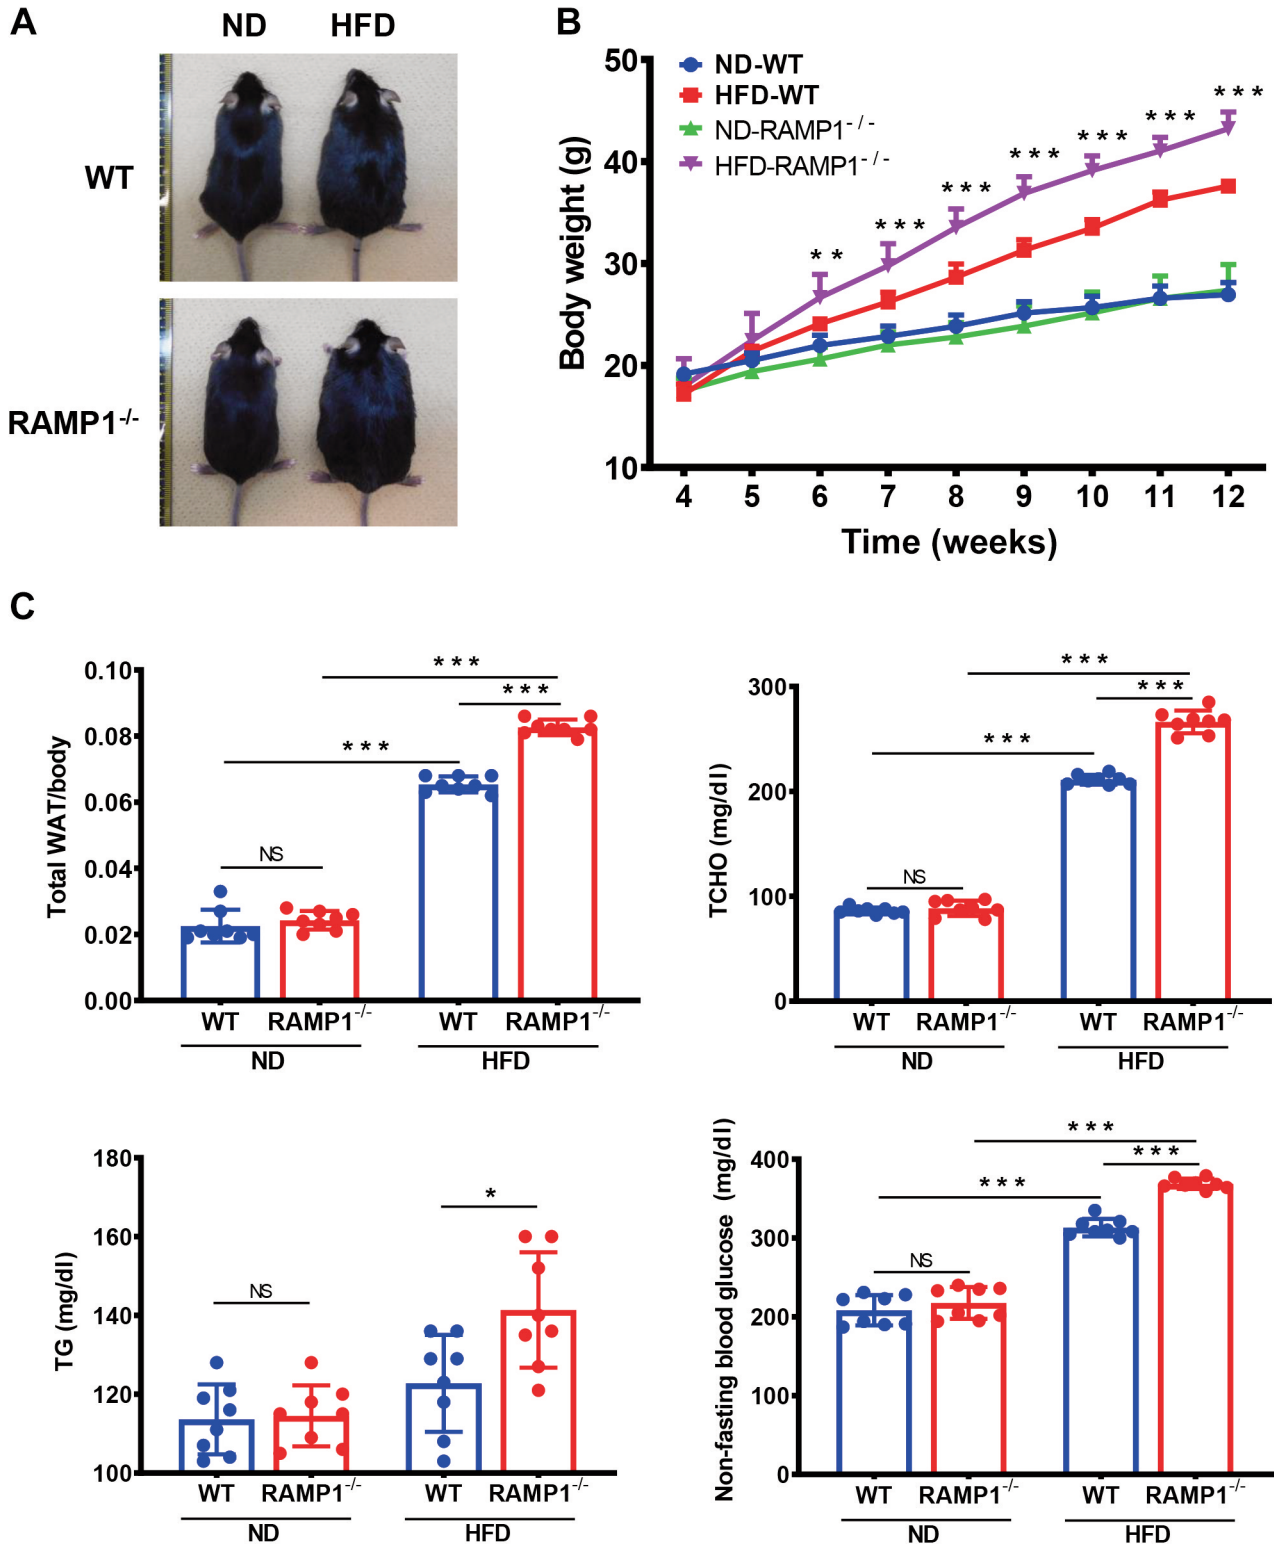 A
ND HFD
WT
RAMP1-/-
B
ND-WT
HFD-WT
ND-RAMP1-/-
HFD-RAMP1-/-
Body weight (g)
50
40
30
20
10
** *** *** *** *** *** ***
4 5 6 7 8 9 10 11 12
Time (weeks)
C
Total WAT/body
0.10
0.08
0.06
0.04
0.02
0.00
***
***
***
NS
WT RAMP1-/- WT RAMP1-/-
ND HFD
TCHO (mg/dl)
300
200
100
0
***
***
***
NS
WT RAMP1-/- WT RAMP1-/-
ND HFD
TG (mg/dl)
180
160
140
120
100
*
NS
WT RAMP1-/- WT RAMP1-/-
ND HFD
Non-fasting blood glucose (mg/dl)
400
300
200
100
0
***
***
***
NS
WT RAMP1-/- WT RAMP1-/-
ND HFD